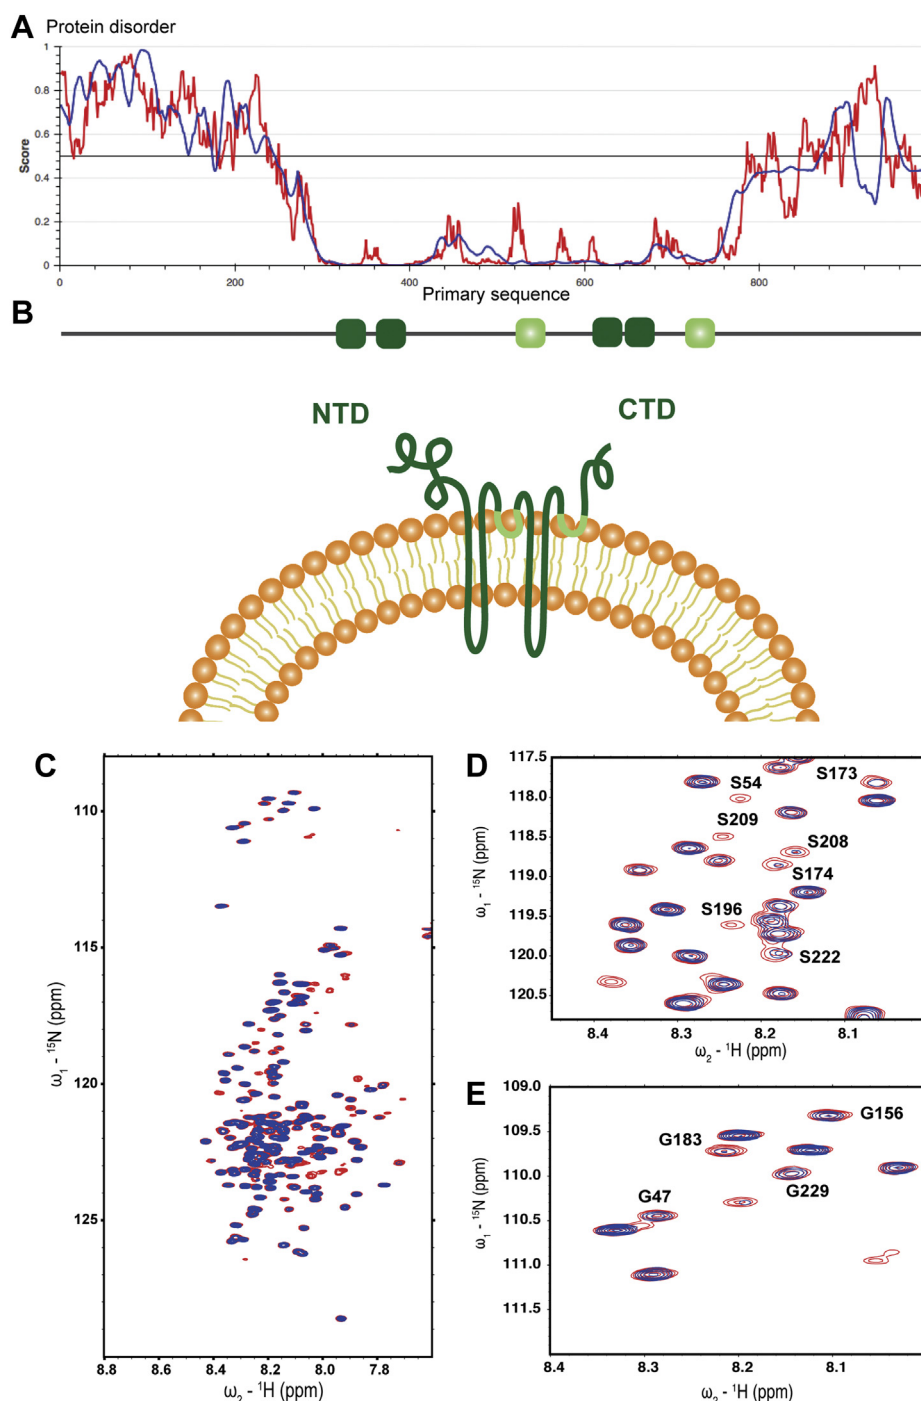 A Protein disorder
1
0.8
0.6
Score
0.4
0.2
0
0 200 400 600 800
Primary sequence
B
NTD CTD
C
110
115
120
125
ω₁ - ¹⁵N (ppm)
8.8 8.6 8.4 8.2 8.0 7.8
ω₂ - ¹H (ppm)
D
117.5
118.0
118.5
119.0
119.5
120.0
120.5
ω₁ - ¹⁵N (ppm)
S173
S54
S209
S208
S174
S196
S222
8.4 8.3 8.2 8.1
ω₂ - ¹H (ppm)
E
109.0
109.5
110.0
110.5
111.0
111.5
ω₁ - ¹⁵N (ppm)
G156
G183
G229
G47
8.4 8.3 8.2 8.1
- ¹H (ppm)